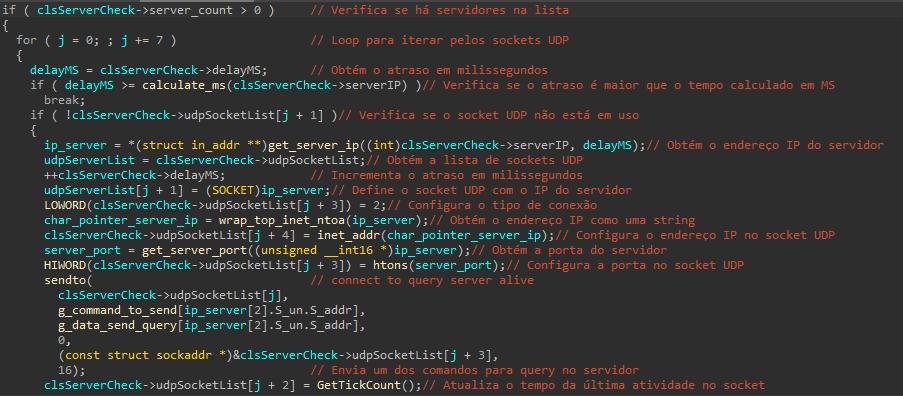 if ( clsServerCheck->server_count > 0 )     // Verifica se há servidores na lista
{
  for ( j = 0; ; j += 7 )                   // Loop para iterar pelos sockets UDP
  {
    delayMS = clsServerCheck->delayMS;      // Obtém o atraso em milissegundos
    if ( delayMS >= calculate_ms(clsServerCheck->serverIP) )// Verifica se o atraso é maior que o tempo calculado em MS
      break;
    if ( !clsServerCheck->udpSocketList[j + 1] )// Verifica se o socket UDP não está em uso
    {
      ip_server = *(struct in_addr **)get_server_ip((int)clsServerCheck->serverIP, delayMS);// Obtém o endereço IP do servidor
      udpServerList = clsServerCheck->udpSocketList;// Obtém a lista de sockets UDP
      ++clsServerCheck->delayMS;            // Incrementa o atraso em milissegundos
      udpServerList[j + 1] = (SOCKET)ip_server;// Define o socket UDP com o IP do servidor
      LOWORD(clsServerCheck->udpSocketList[j + 3]) = 2;// Configura o tipo de conexão
      char_pointer_server_ip = wrap_top_inet_ntoa(ip_server);// Obtém o endereço IP como uma string
      clsServerCheck->udpSocketList[j + 4] = inet_addr(char_pointer_server_ip);// Configura o endereço IP no socket UDP
      server_port = get_server_port((unsigned __int16 *)ip_server);// Obtém a porta do servidor
      HIWORD(clsServerCheck->udpSocketList[j + 3]) = htons(server_port);// Configura a porta no socket UDP
      sendto(                               // connect to query server alive
        clsServerCheck->udpSocketList[j],
        g_command_to_send[ip_server[2].S_un.S_addr],
        g_data_send_query[ip_server[2].S_un.S_addr],
        0,
        (const struct sockaddr *)&clsServerCheck->udpSocketList[j + 3],
        16);                                // Envia um dos comandos para query no servidor
      clsServerCheck->udpSocketList[j + 2] = GetTickCount();// Atualiza o tempo da última atividade no socket